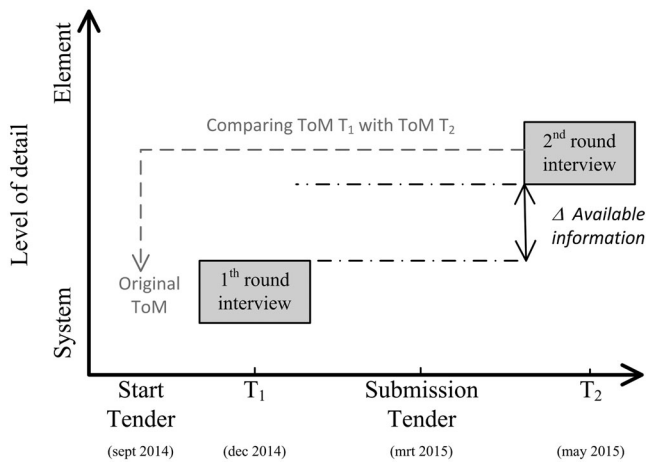 Element
Level of detail
System
Comparing ToM T₁ with ToM T₂
2ⁿᵈ round
interview
Δ Available
information
Original
ToM
1ᵗʰ round
interview
Start
Tender
(sept 2014)
T₁
(dec 2014)
Submission
Tender
(mrt 2015)
T₂
(may 2015)